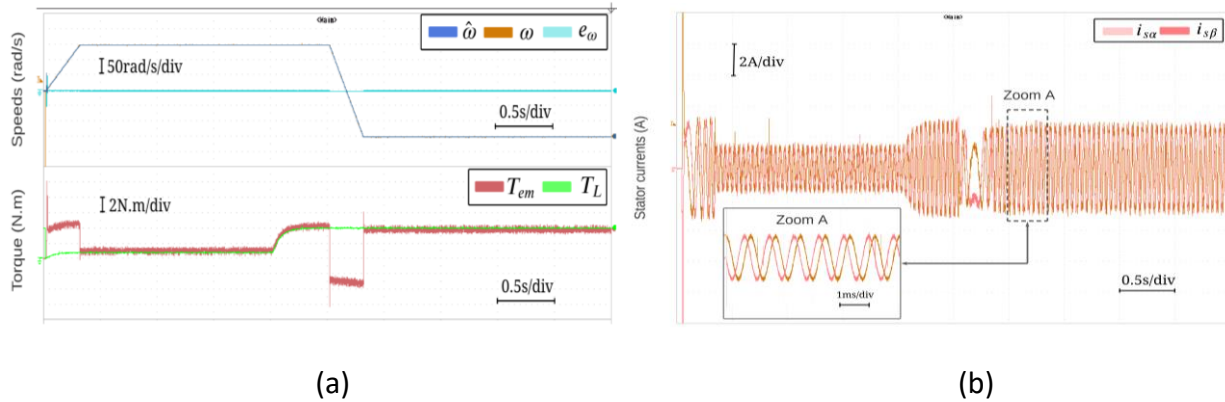 Speeds (rad/s)
50rad/s/div
ω̂ ω e_ω
0.5s/div
Torque (N.m)
2N.m/div
T_em T_L
0.5s/div
(a)
Stator currents (A)
2A/div
i_sα i_sβ
Zoom A
Zoom A
1ms/div
0.5s/div
(b)